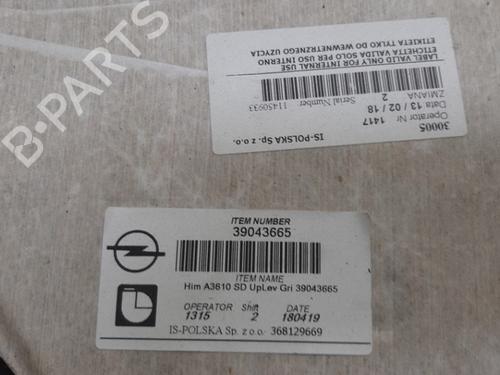 B-PARTS
LABEL VALID ONLY FOR INTERNAL USE
ETICHETTA VALIDA SOLO PER USO INTERNO
ETYKIETA TYLKO DO WEWNETRZNEGO UZYCIA
Serial Number 11450933
ZMIANA 2
Data 13 / 02 / 18
Operator Nr 1417
30005
IS-POLSKA Sp. z o.o.
ITEM NUMBER
39043665
ITEM NAME
Him A3610 SD UpLev Gri 39043665
OPERATOR Shift DATE
1315 2 180419
IS-POLSKA Sp. z o.o. 368129669